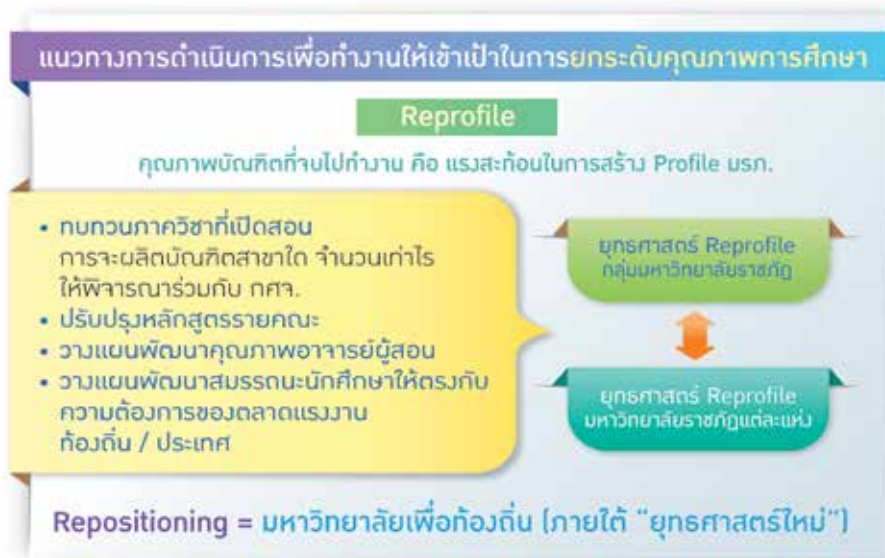 แนวทางการดำเนินการเพื่อทำงานให้เข้าเป้าในการยกระดับคุณภาพการศึกษา
Reprofile
คุณภาพบัณฑิตที่จบไปทำงาน คือ แรงสะท้อนในการสร้าง Profile มรภ.
• ทบทวนภาควิชาที่เปิดสอน
การจะผลิตบัณฑิตสาขาใด จำนวนเท่าไร
ให้พิจารณาร่วมกับ กศจ.
• ปรับปรุงหลักสูตรรายคณะ
• วางแผนพัฒนาคุณภาพอาจารย์ผู้สอน
• วางแผนพัฒนาสมรรถนะนักศึกษาให้ตรงกับ
ความต้องการของตลาดแรงงาน
ท้องถิ่น / ประเทศ
ยุทธศาสตร์ Reprofile
กลุ่มมหาวิทยาลัยราชภัฏ
ยุทธศาสตร์ Reprofile
มหาวิทยาลัยราชภัฏแต่ละแห่ง
Repositioning = มหาวิทยาลัยเพื่อท้องถิ่น (ภายใต้ "ยุทธศาสตร์ใหม่")